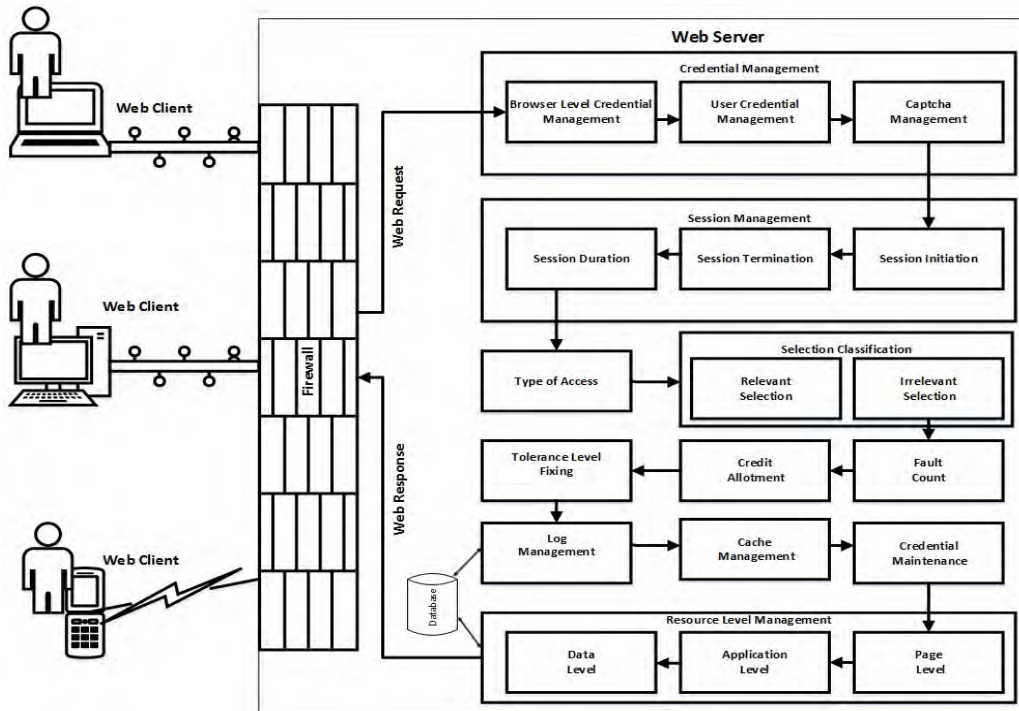 Web Server
Credential Management
Browser Level Credential
Management
User Credential
Management
Captcha
Management
Web Client
Web Request
Session Management
Session Duration
Session Termination
Session Initiation
Web Client
Firewall
Type of Access
Selection Classification
Relevant
Selection
Irrelevant
Selection
Web Response
Tolerance Level
Fixing
Credit
Allotment
Fault
Count
Log
Management
Cache
Management
Credential
Maintenance
Web Client
Database
Resource Level Management
Data
Level
Application
Level
Page
Level